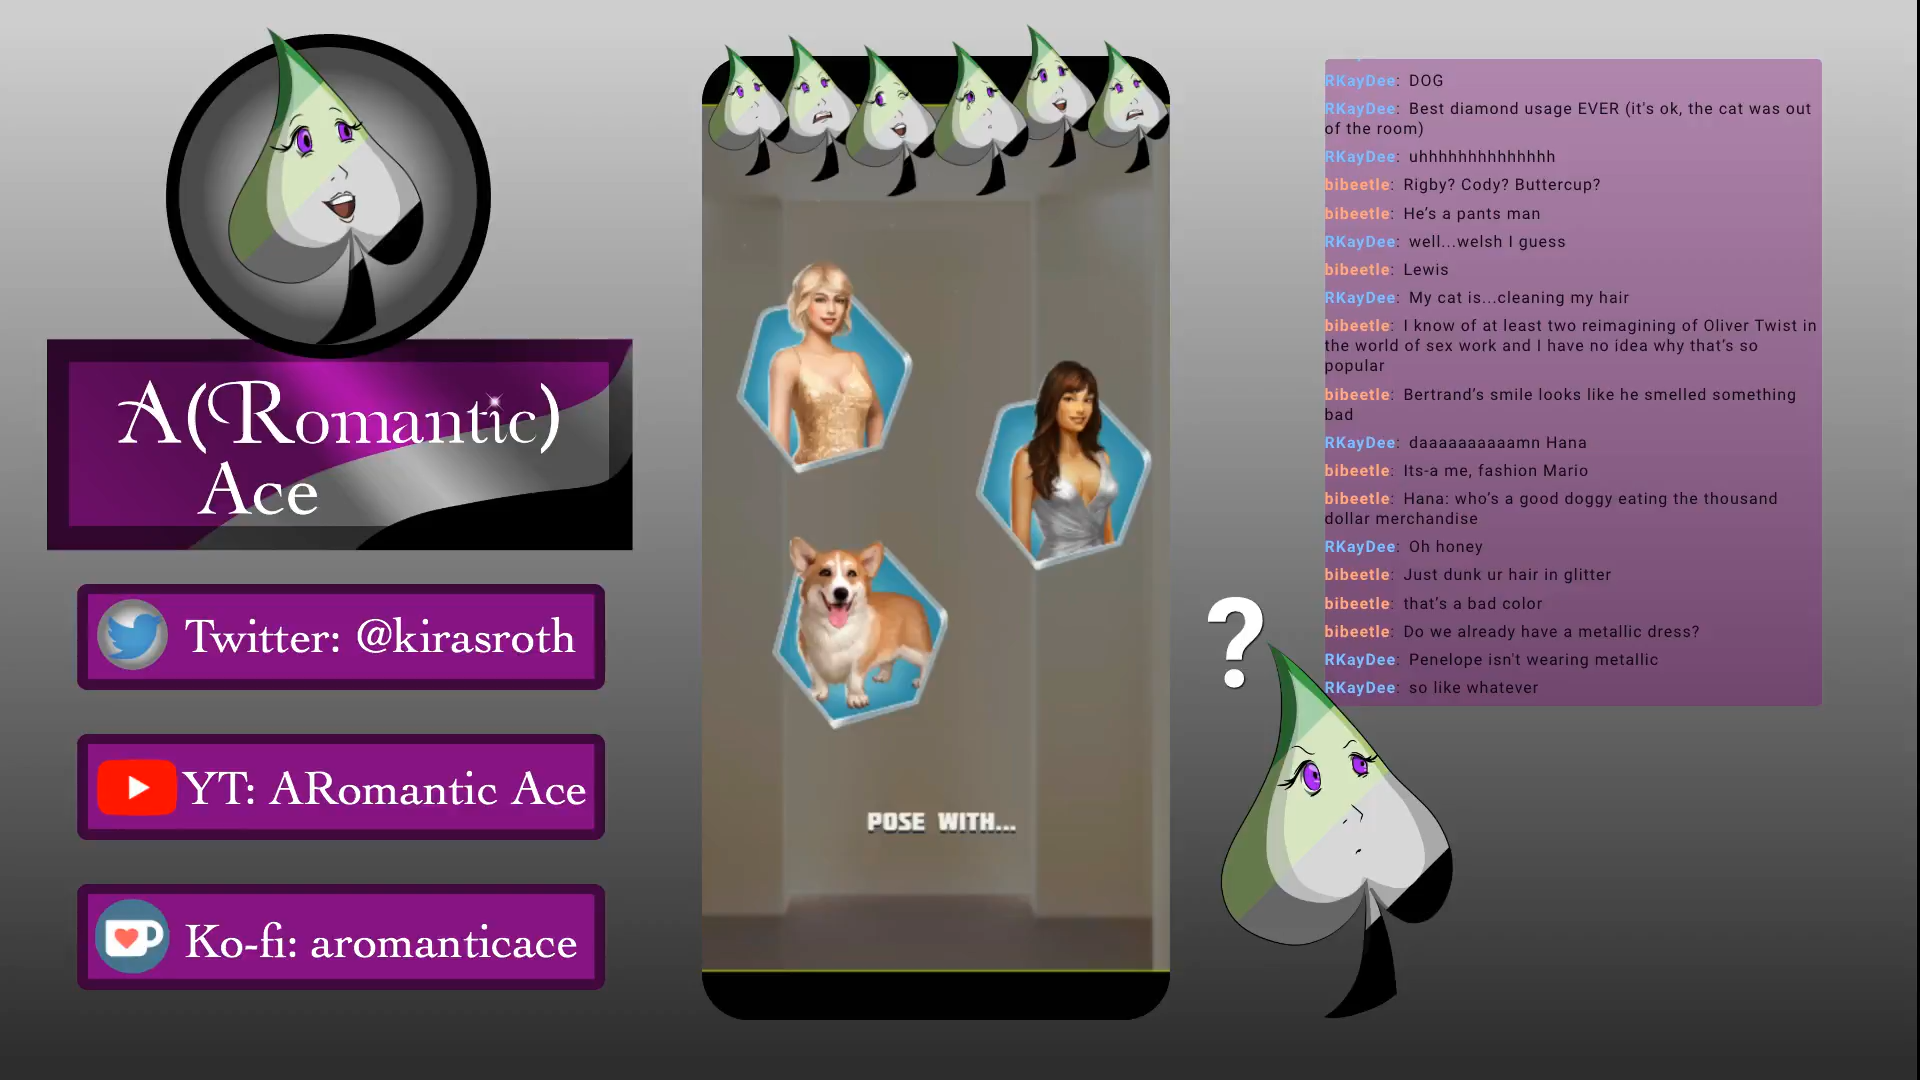 A(Romantic)
Ace
Twitter: @kirasroth
YT: ARomantic Ace
Ko-fi: aromanticace
POSE WITH...
?
RKayDee: DOG
RKayDee: Best diamond usage EVER (it's ok, the cat was out
of the room)
RKayDee: uhhhhhhhhhhhhhh
bibeetle: Rigby? Cody? Buttercup?
bibeetle: He’s a pants man
RKayDee: well...welsh I guess
bibeetle: Lewis
RKayDee: My cat is...cleaning my hair
bibeetle: I know of at least two reimagining of Oliver Twist in
the world of sex work and I have no idea why that’s so
popular
bibeetle: Bertrand’s smile looks like he smelled something
bad
RKayDee: daaaaaaaaaamn Hana
bibeetle: Its-a me, fashion Mario
bibeetle: Hana: who’s a good doggy eating the thousand
dollar merchandise
RKayDee: Oh honey
bibeetle: Just dunk ur hair in glitter
bibeetle: that’s a bad color
bibeetle: Do we already have a metallic dress?
RKayDee: Penelope isn't wearing metallic
RKayDee: so like whatever